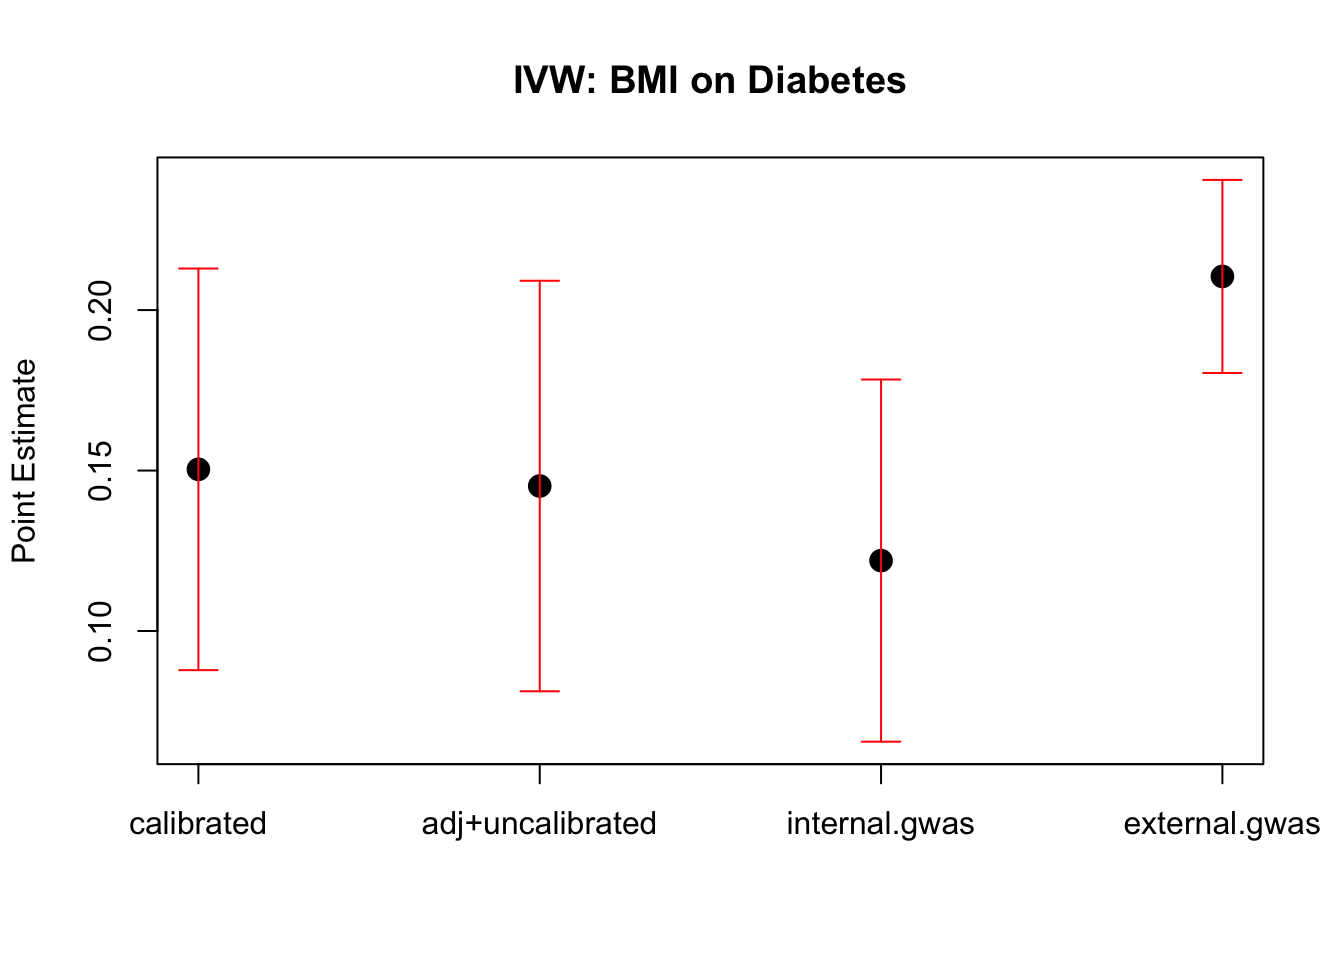 IVW: BMI on Diabetes
Point Estimate
0.20
0.15
0.10
calibrated
adj+uncalibrated
internal.gwas
external.gwas